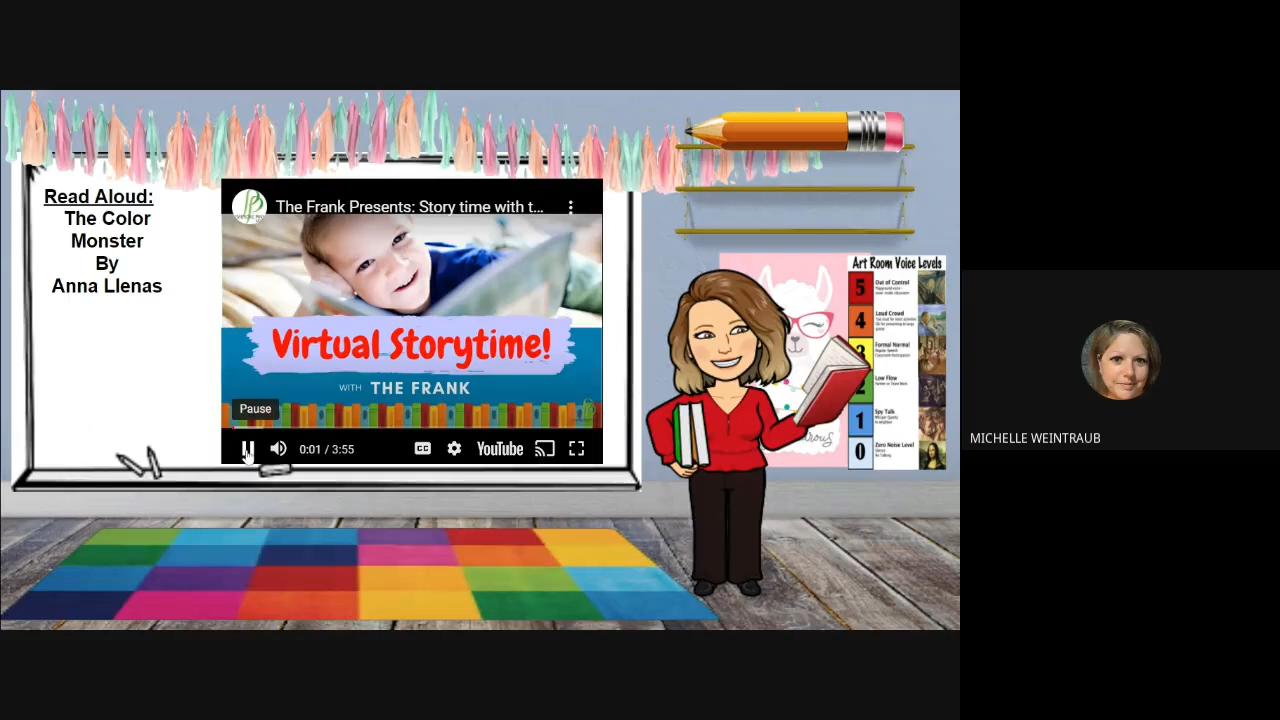 Read Aloud:
The Color
Monster
By
Anna Llenas
The Frank Presents: Story time with t...
Virtual Storytime!
WITH THE FRANK
Pause
0:01 / 3:55
CC
YouTube
Art Room Voice Levels
5 Out of Control
4 Loud Crowd
3 Formal Normal
2 Low Flow
1 Spy Talk
0 Zero Noise Level
MICHELLE WEINTRAUB